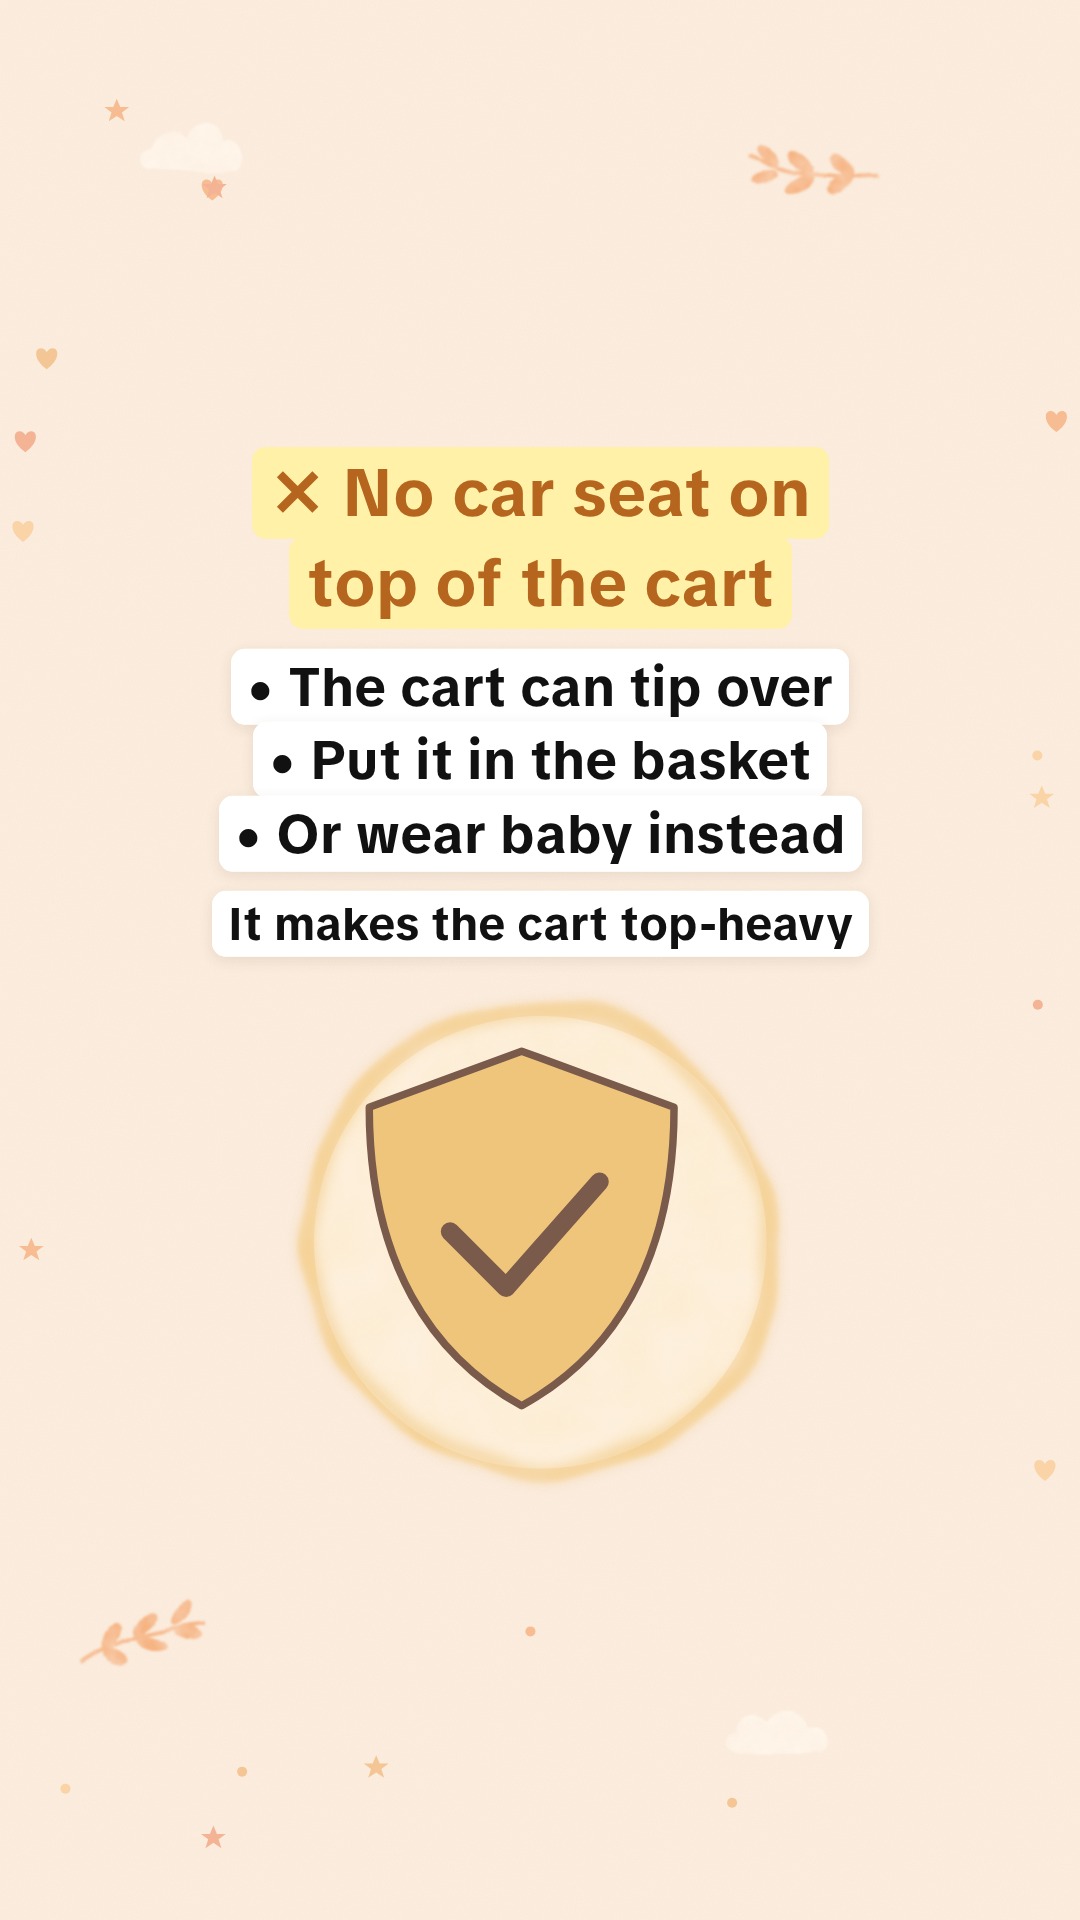 ✕ No car seat on
top of the cart
• The cart can tip over
• Put it in the basket
• Or wear baby instead
It makes the cart top-heavy